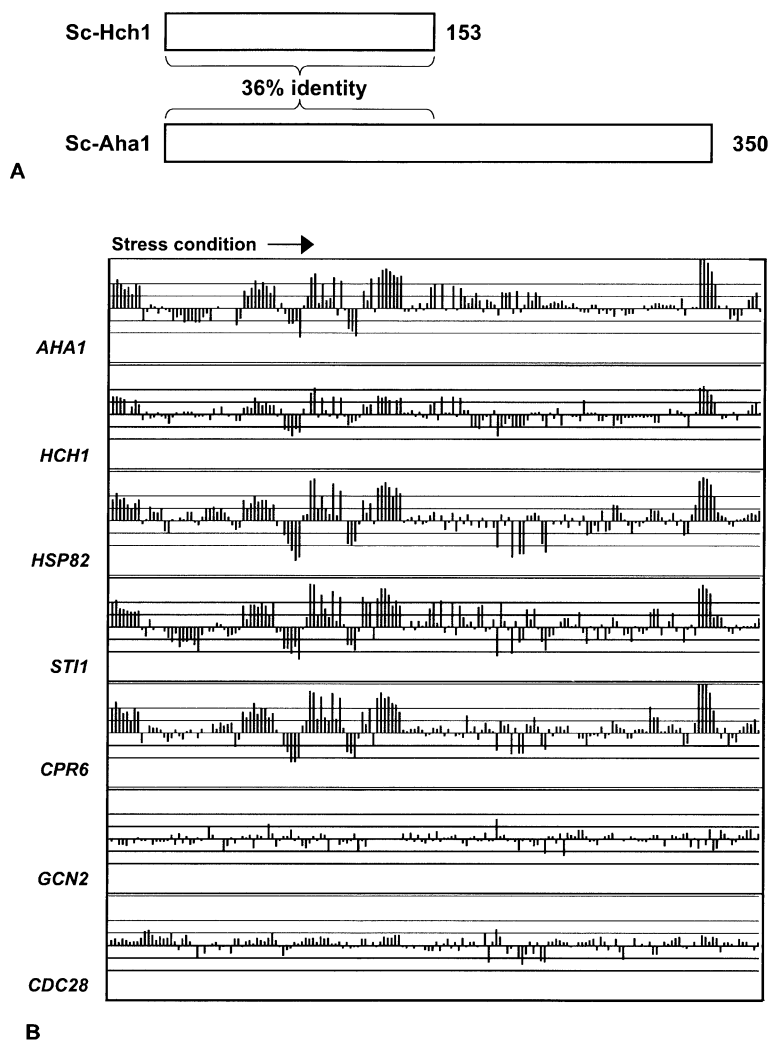 Sc-Hch1 153
36% identity
Sc-Aha1 350
A
Stress condition
AHA1
HCH1
HSP82
STI1
CPR6
GCN2
CDC28
B